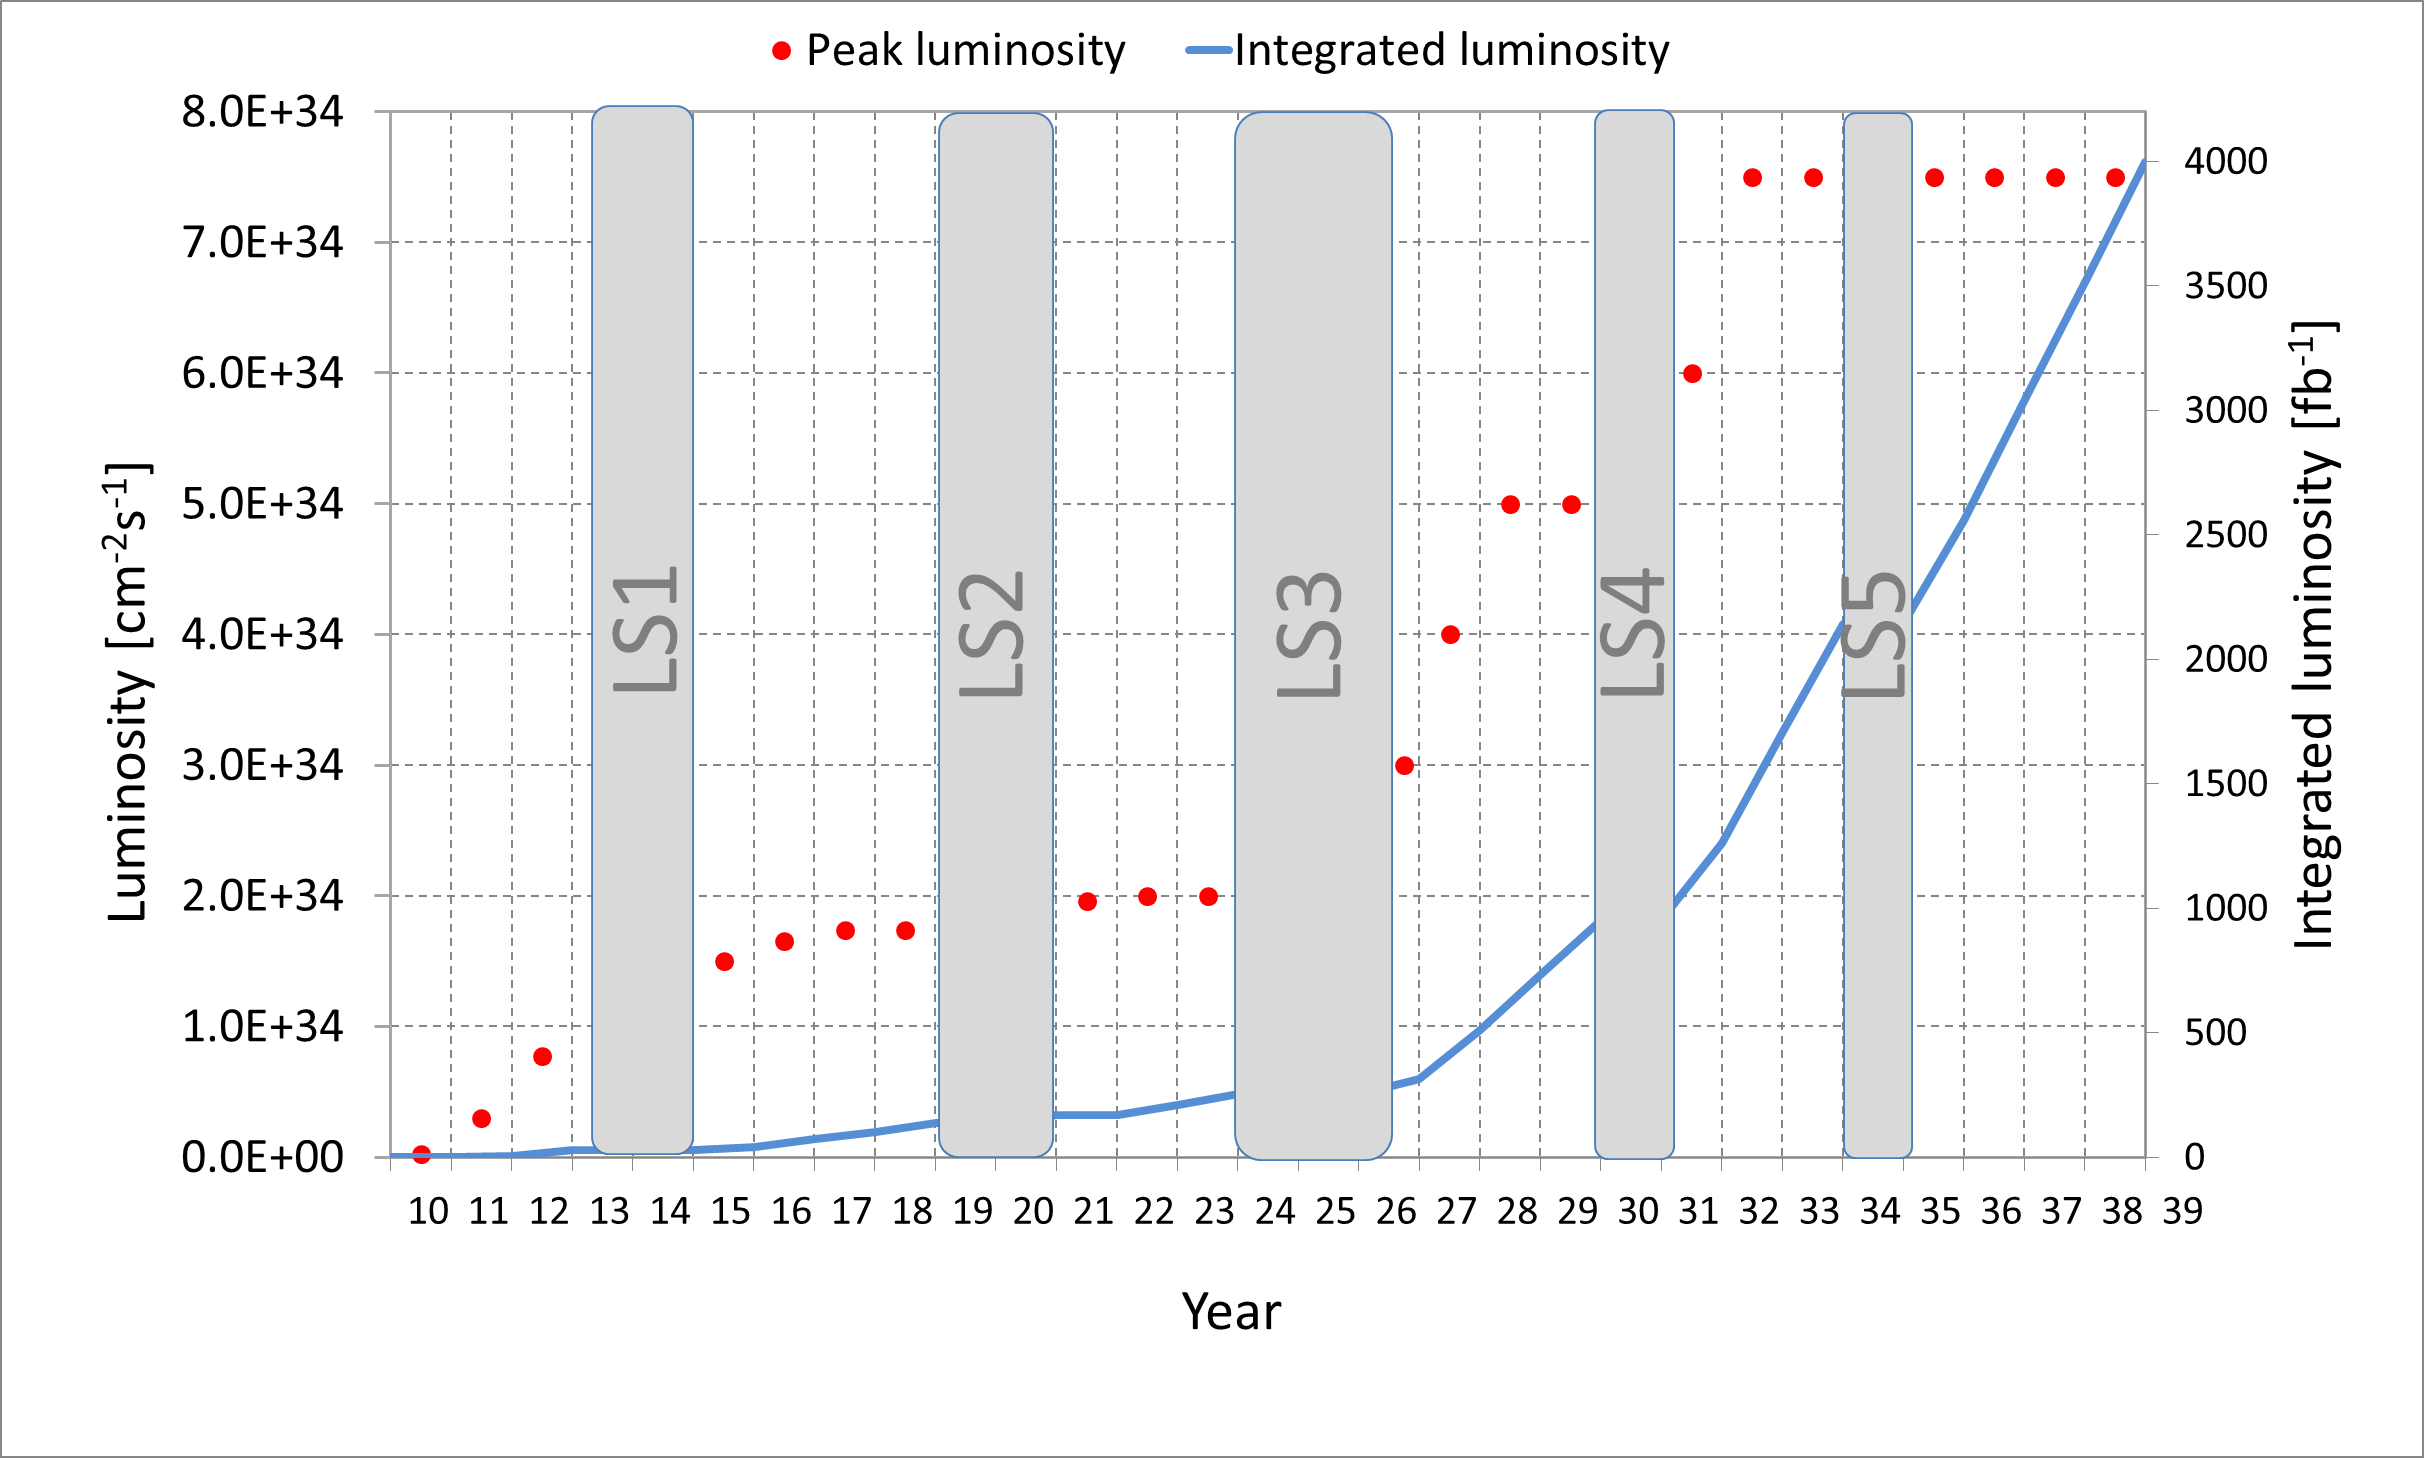 Peak luminosity Integrated luminosity
8.0E+34
7.0E+34
6.0E+34
5.0E+34
4.0E+34
3.0E+34
2.0E+34
1.0E+34
0.0E+00
Luminosity [cm-2s-1]
LS1
LS2
LS3
LS4
LS5
4000
3500
3000
2500
2000
1500
1000
500
0
Integrated luminosity [fb-1]
10 11 12 13 14 15 16 17 18 19 20 21 22 23 24 25 26 27 28 29 30 31 32 33 34 35 36 37 38 39
Year